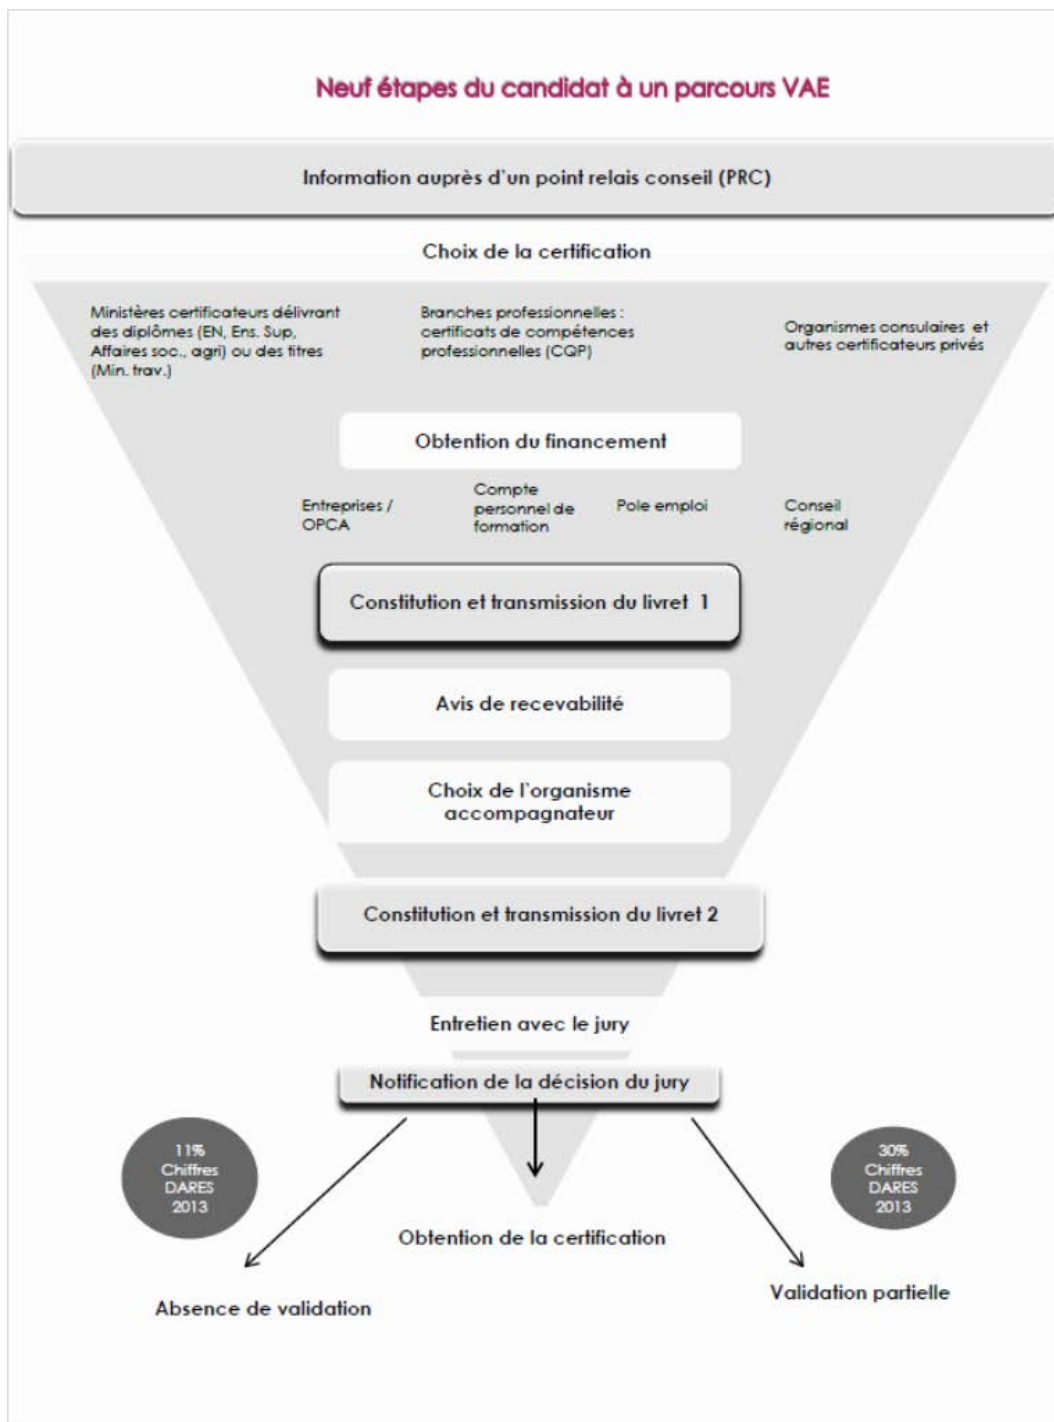 Neuf étapes du candidat à un parcours VAE
Information auprès d'un point relais conseil (PRC)
Choix de la certification
Ministères certificateurs délivrant
des diplômes (EN, Ens. Sup,
Affaires soc., agri) ou des titres
(Min. trav.)
Branches professionnelles :
certificats de compétences
professionnelles (CQP)
Organismes consulaires et
autres certificateurs privés
Obtention du financement
Entreprises /
OPCA
Compte
personnel de
formation
Pole emploi
Conseil
régional
Constitution et transmission du livret 1
Avis de recevabilité
Choix de l'organisme
accompagnateur
Constitution et transmission du livret 2
Entretien avec le jury
Notification de la décision du jury
11%
Chiffres
DARES
2013
30%
Chiffres
DARES
2013
Obtention de la certification
Absence de validation
Validation partielle